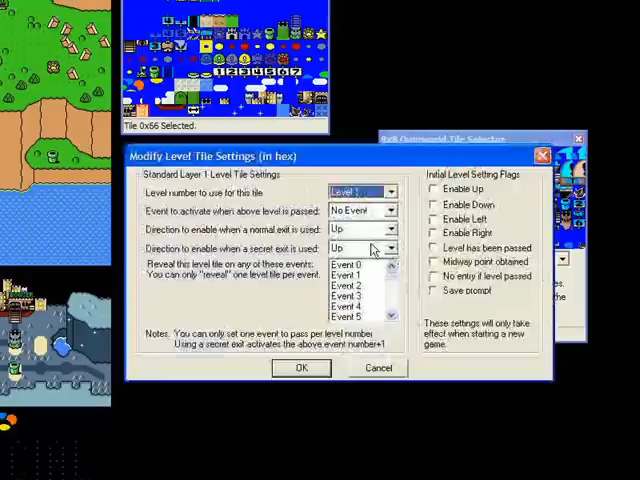 Tile 0x66 Selected.
8x8 Overworld Tile Selector
Modify Level Tile Settings (in hex)
Standard Layer 1 Level Tile Settings
Level number to use for this tile
Level 1
Event to activate when above level is passed:
No Event
Direction to enable when a normal exit is used:
Up
Direction to enable when a secret exit is used:
Up
Reveal this level tile on any of these events:
You can only "reveal" one level tile per event.
Event 0
Event 1
Event 2
Event 3
Event 4
Event 5
Notes: You can only set one event to pass per level number
Using a secret exit activates the above event number+1
Initial Level Setting Flags
Enable Up
Enable Down
Enable Left
Enable Right
Level has been passed
Midway point obtained
No entry if level passed
Save prompt
These settings will only take
effect when starting a new
game.
OK
Cancel
the